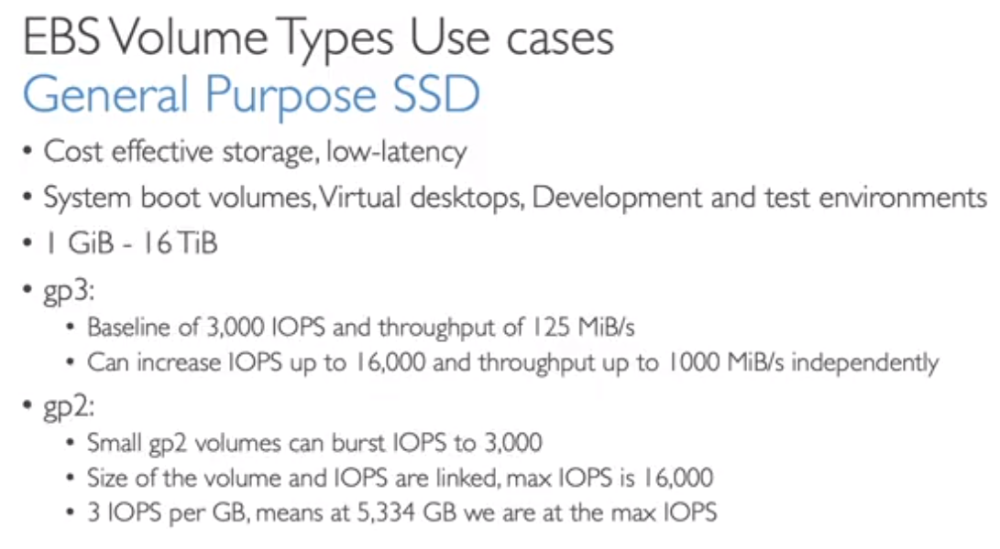 EBS Volume Types Use cases
General Purpose SSD
• Cost effective storage, low-latency
• System boot volumes, Virtual desktops, Development and test environments
• 1 GiB - 16 TiB
• gp3:
• Baseline of 3,000 IOPS and throughput of 125 MiB/s
• Can increase IOPS up to 16,000 and throughput up to 1000 MiB/s independently
• gp2:
• Small gp2 volumes can burst IOPS to 3,000
• Size of the volume and IOPS are linked, max IOPS is 16,000
• 3 IOPS per GB, means at 5,334 GB we are at the max IOPS